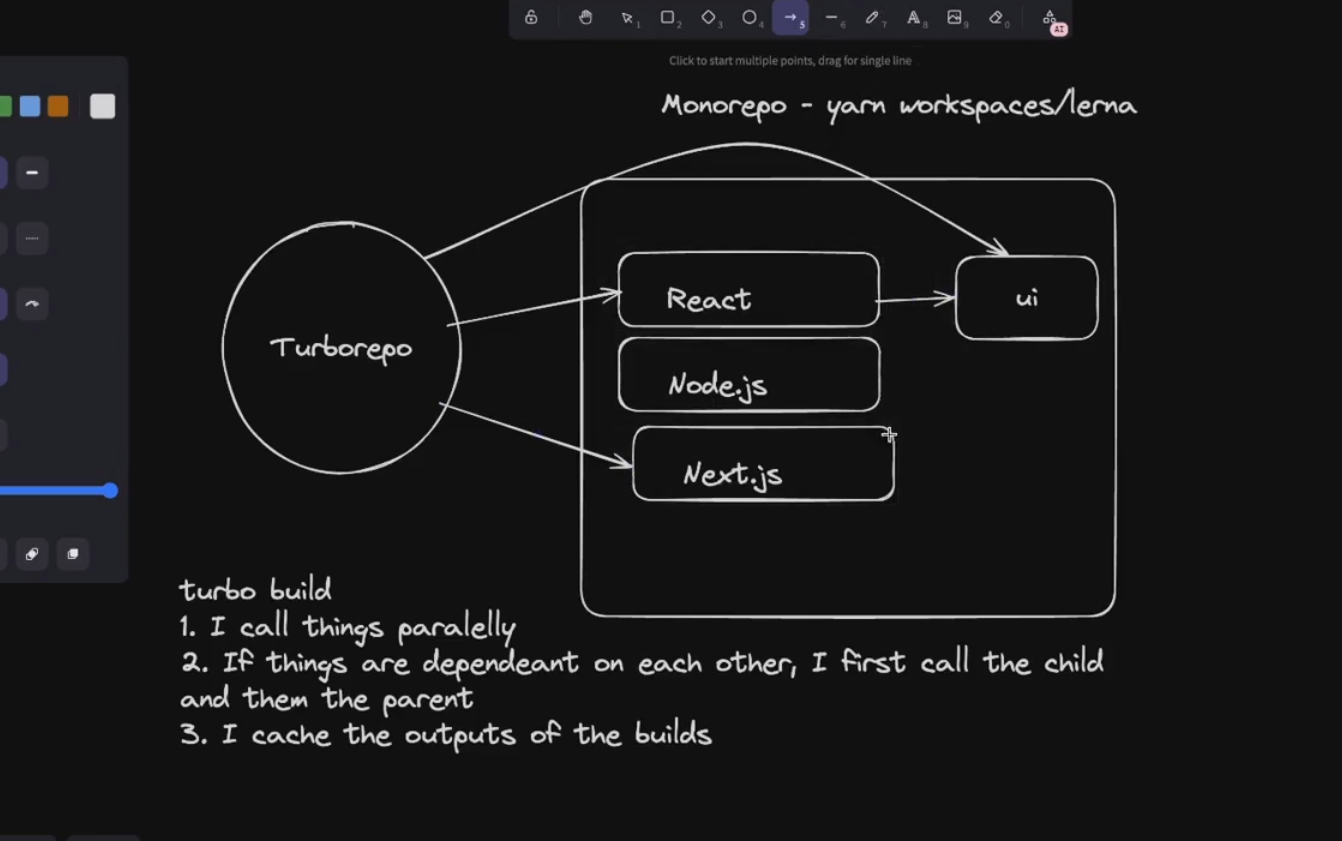 1
2
3
4
5
6
7
A 8
9
0
AI
Click to start multiple points, drag for single line
Monorepo - yarn workspaces/lerna
Turborepo
React
ui
Node.js
Next.js
turbo build
1. I call things paralelly
2. If things are dependeant on each other, I first call the child
and them the parent
3. I cache the outputs of the builds